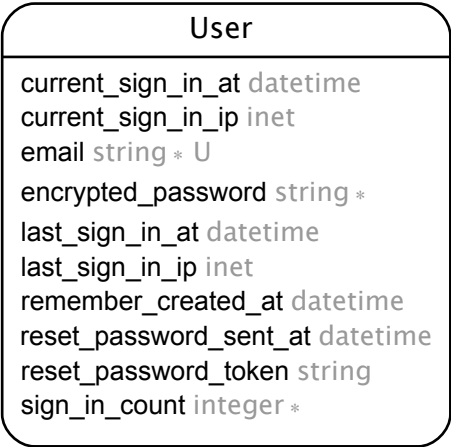 User
current_sign_in_at datetime
current_sign_in_ip inet
email string * U
encrypted_password string *
last_sign_in_at datetime
last_sign_in_ip inet
remember_created_at datetime
reset_password_sent_at datetime
reset_password_token string
sign_in_count integer *